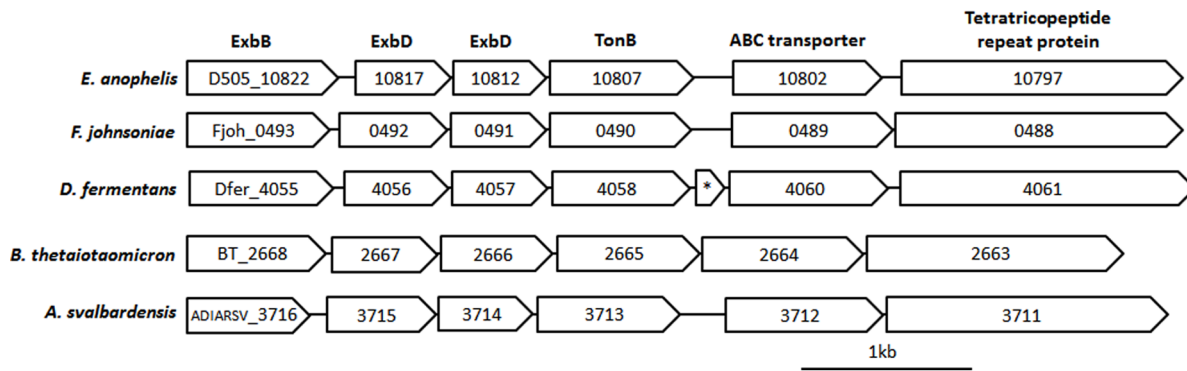 Tetratricopeptide
ExbB ExbD ExbD TonB ABC transporter repeat protein
E. anophelis D505_10822 10817 10812 10807 10802 10797
F. johnsoniae Fjoh_0493 0492 0491 0490 0489 0488
D. fermentans Dfer_4055 4056 4057 4058 * 4060 4061
B. thetaiotaomicron BT_2668 2667 2666 2665 2664 2663
A. svalbardensis ADIARSV_3716 3715 3714 3713 3712 3711
1kb